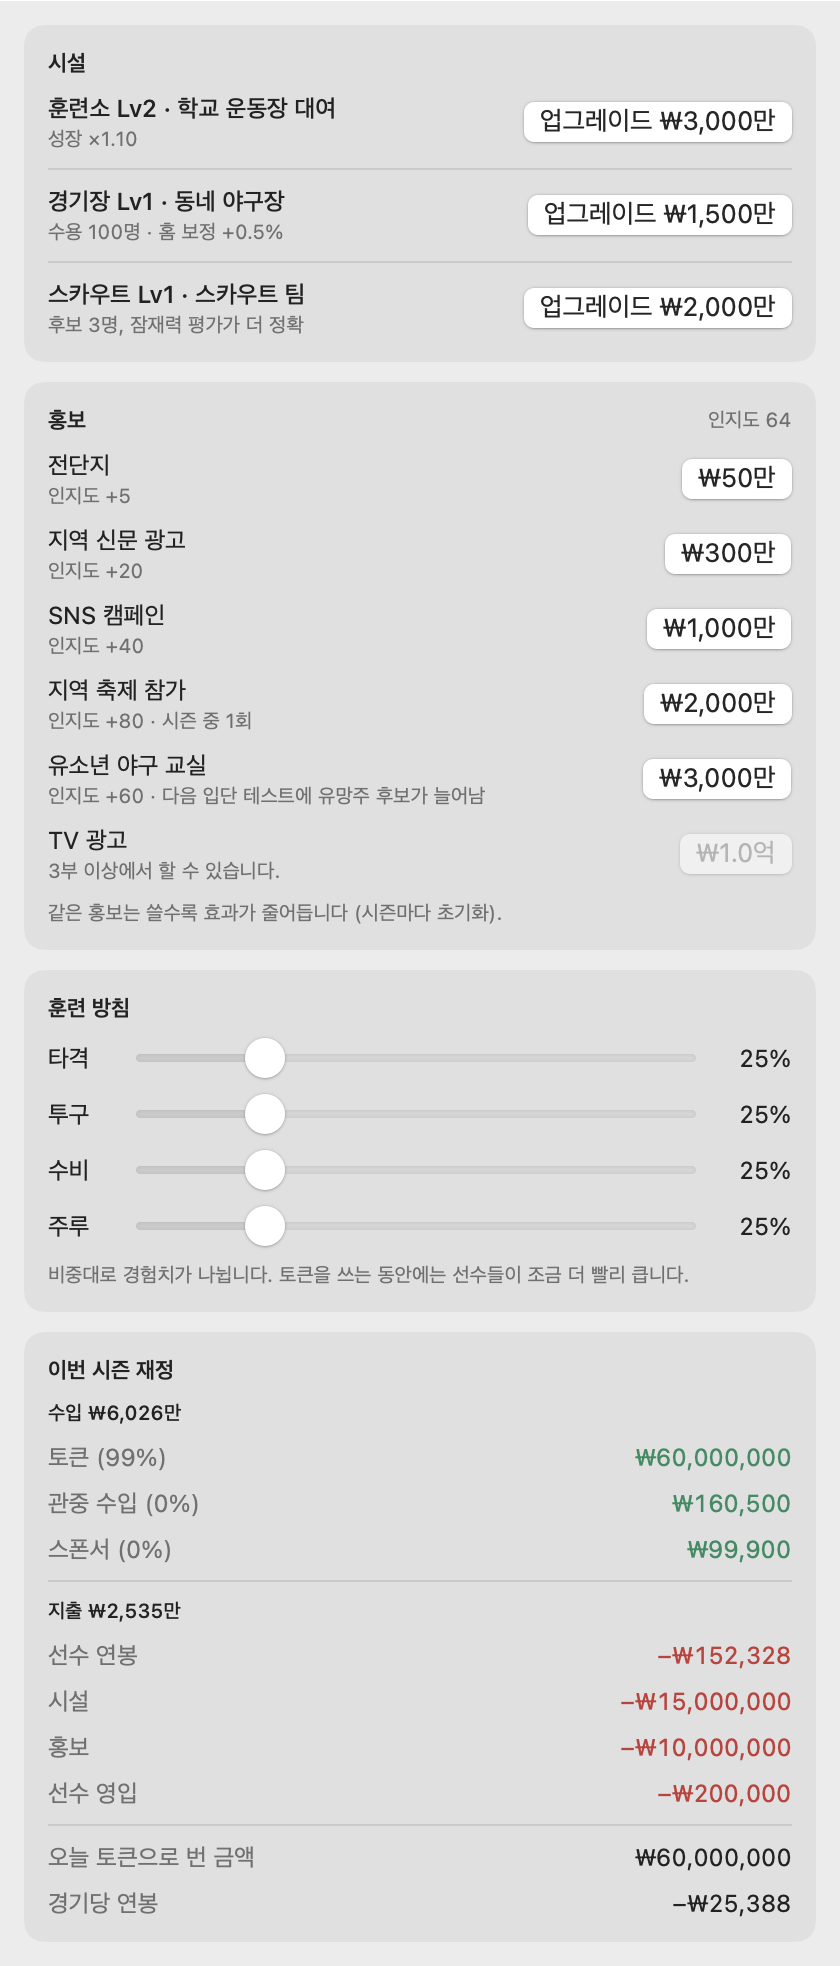 시설
훈련소 Lv2 · 학교 운동장 대여
성장 ×1.10
업그레이드 ₩3,000만
경기장 Lv1 · 동네 야구장
수용 100명 · 홈 보정 +0.5%
업그레이드 ₩1,500만
스카우트 Lv1 · 스카우트 팀
후보 3명, 잠재력 평가가 더 정확
업그레이드 ₩2,000만
홍보
인지도 64
전단지
인지도 +5
₩50만
지역 신문 광고
인지도 +20
₩300만
SNS 캠페인
인지도 +40
₩1,000만
지역 축제 참가
인지도 +80 · 시즌 중 1회
₩2,000만
유소년 야구 교실
인지도 +60 · 다음 입단 테스트에 유망주 후보가 늘어남
₩3,000만
TV 광고
3부 이상에서 할 수 있습니다.
₩1.0억
같은 홍보는 쓸수록 효과가 줄어듭니다 (시즌마다 초기화).
훈련 방침
타격 25%
투구 25%
수비 25%
주루 25%
비중대로 경험치가 나뉩니다. 토큰을 쓰는 동안에는 선수들이 조금 더 빨리 큽니다.
이번 시즌 재정
수입 ₩6,026만
토큰 (99%) ₩60,000,000
관중 수입 (0%) ₩160,500
스폰서 (0%) ₩99,900
지출 ₩2,535만
선수 연봉 –₩152,328
시설 –₩15,000,000
홍보 –₩10,000,000
선수 영입 –₩200,000
오늘 토큰으로 번 금액 ₩60,000,000
경기당 연봉 –₩25,388